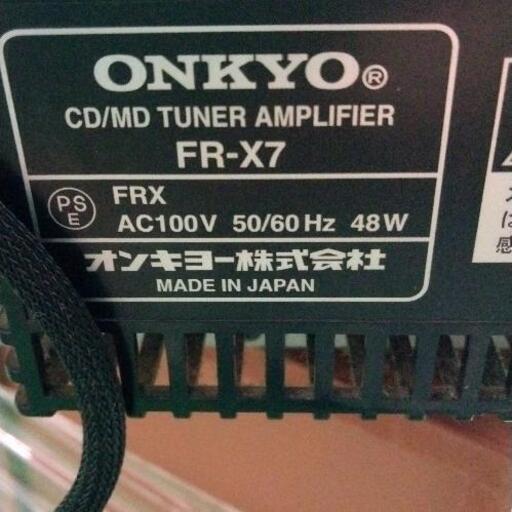 ONKYO®
CD/MD TUNER AMPLIFIER
FR-X7
PSE FRX
AC100V 50/60Hz 48W
オンキヨー株式会社
MADE IN JAPAN